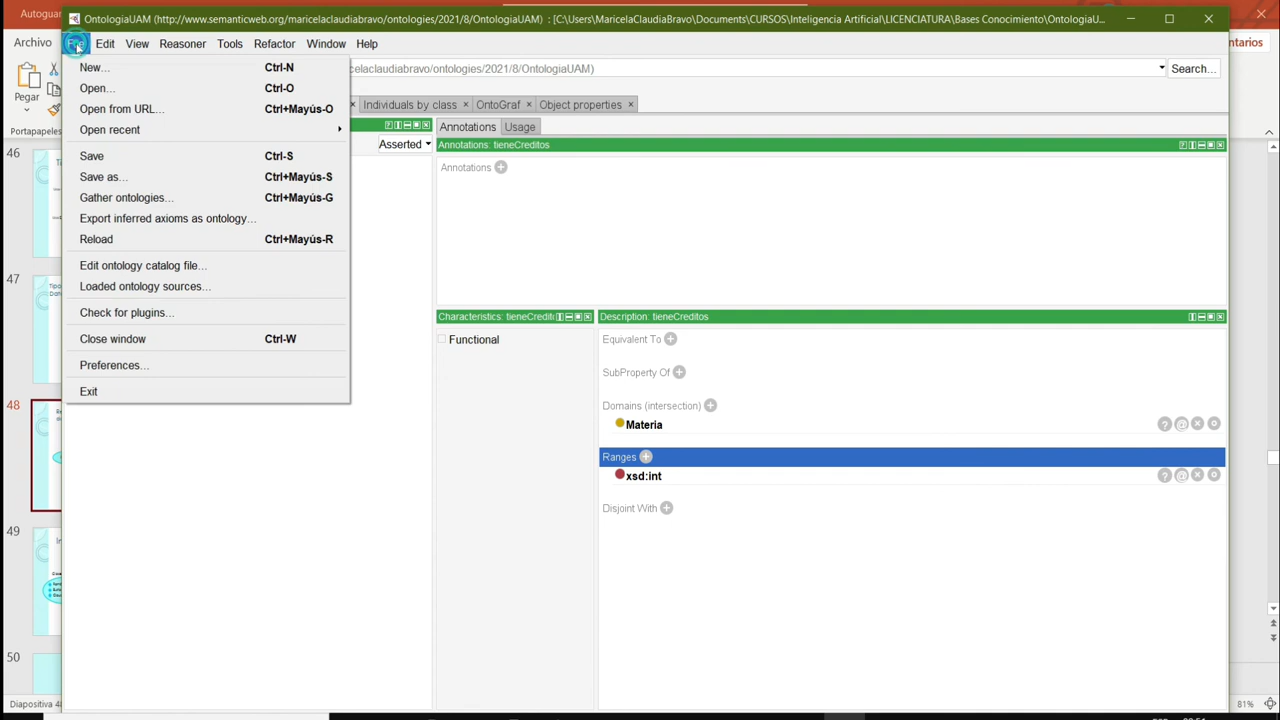 Autoguar
OntologiaUAM (http://www.semanticweb.org/maricelaclaudiabravo/ontologies/2021/8/OntologiaUAM) : [C:\Users\MaricelaClaudiaBravo\Documents\CURSOS\Inteligencia Artificial\LICENCIATURA\Bases Conocimiento\OntologiaU...
Archivo
File Edit View Reasoner Tools Refactor Window Help
entarios
New... Ctrl-N
celaclaudiabravo/ontologies/2021/8/OntologiaUAM)
Search...
Open... Ctrl-O
Pegar
Open from URL... Ctrl+Mayús-O
Individuals by class × OntoGraf × Object properties ×
Open recent
Portapapeles
Annotations Usage
Asserted
Annotations: tieneCreditos
46
Save Ctrl-S
Annotations
Save as... Ctrl+Mayús-S
Gather ontologies... Ctrl+Mayús-G
Export inferred axioms as ontology...
Reload Ctrl+Mayús-R
Edit ontology catalog file...
47
Loaded ontology sources...
Check for plugins...
Characteristics: tieneCredito
Description: tieneCreditos
Close window Ctrl-W
Functional
Equivalent To
Preferences...
SubProperty Of
Exit
48
Domains (intersection)
Materia
Ranges
xsd:int
Disjoint With
49
50
Diapositiva 48
81%